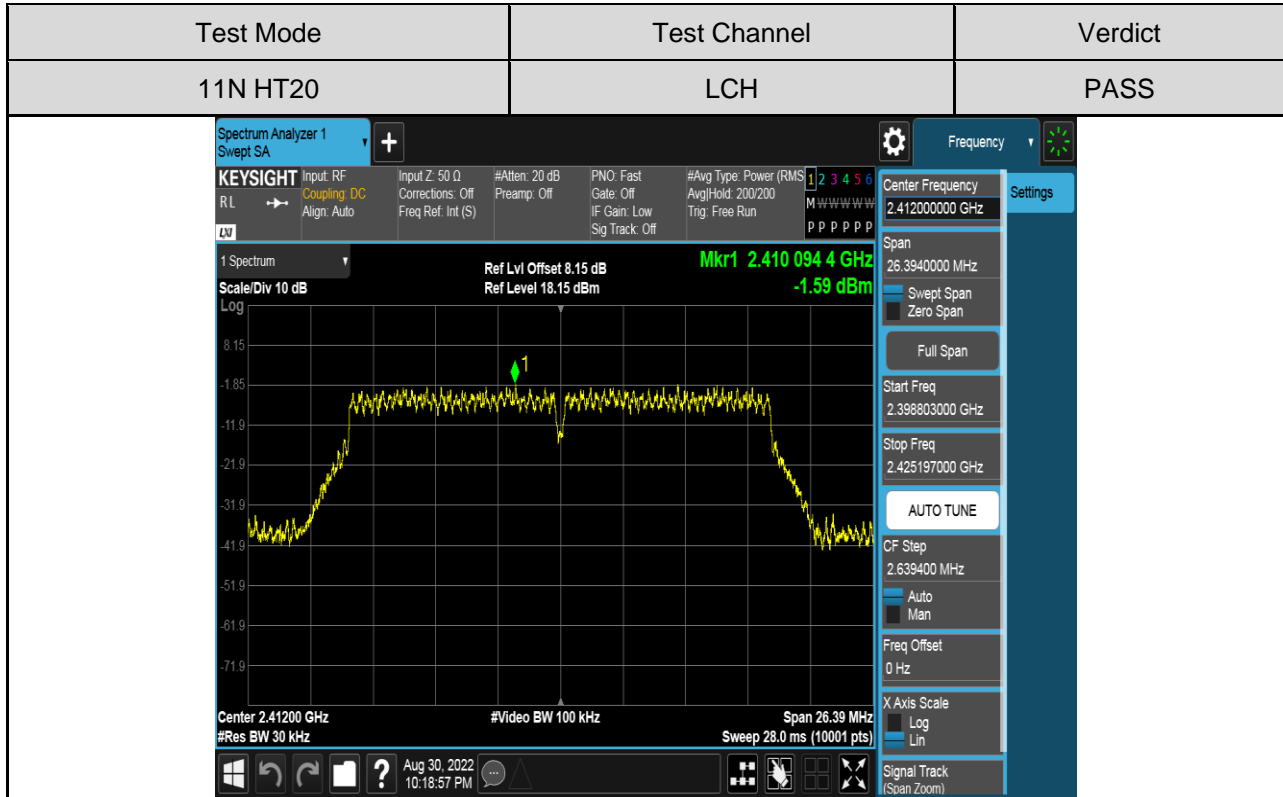 Test Mode Test Channel Verdict
11N HT20 LCH PASS
Spectrum Analyzer 1
Swept SA
+
Frequency
KEYSIGHT
RL
LXI
Input: RF
Coupling: DC
Align: Auto
Input Z: 50 Ω
Corrections: Off
Freq Ref: Int (S)
#Atten: 20 dB
Preamp: Off
PNO: Fast
Gate: Off
IF Gain: Low
Sig Track: Off
#Avg Type: Power (RMS
Avg|Hold: 200/200
Trig: Free Run
1 2 3 4 5 6
M W W W W W
P P P P P P
Center Frequency
2.412000000 GHz
Settings
1 Spectrum
Scale/Div 10 dB
Ref Lvl Offset 8.15 dB
Ref Level 18.15 dBm
Mkr1 2.410 094 4 GHz
-1.59 dBm
Log
8.15
-1.85
-11.9
-21.9
-31.9
-41.9
-51.9
-61.9
-71.9
1
Center 2.41200 GHz
#Res BW 30 kHz
#Video BW 100 kHz
Span 26.39 MHz
Sweep 28.0 ms (10001 pts)
Span
26.3940000 MHz
Swept Span
Zero Span
Full Span
Start Freq
2.398803000 GHz
Stop Freq
2.425197000 GHz
AUTO TUNE
CF Step
2.639400 MHz
Auto
Man
Freq Offset
0 Hz
X Axis Scale
Log
Lin
Signal Track
(Span Zoom)
?
Aug 30, 2022
10:18:57 PM